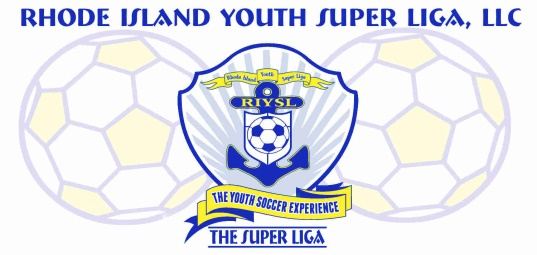 RHODE ISLAND YOUTH SUPER LIGA, LLC
Rhode Island Youth Super Liga
RIYSL
THE YOUTH SOCCER EXPERIENCE
THE SUPER LIGA